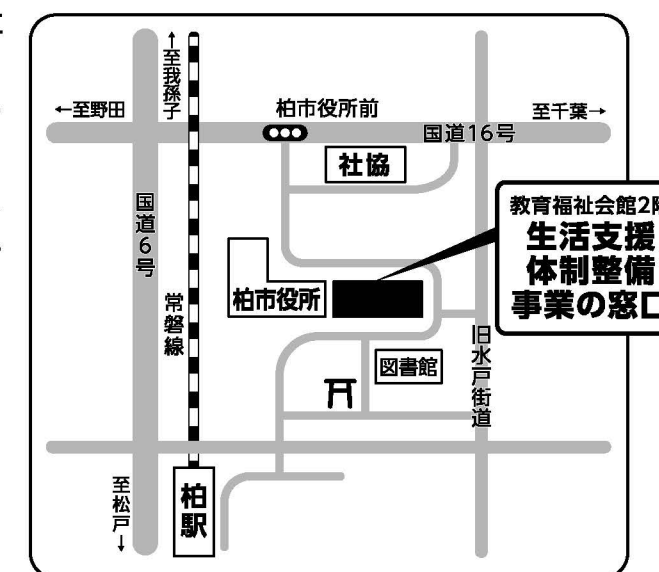 ↑至我孫子
←至野田
柏市役所前
至千葉→
国道16号
社協
国道6号
教育福祉会館2階
生活支援
体制整備
事業の窓口
柏市役所
常磐線
図書館
旧水戸街道
至松戸↓
柏駅